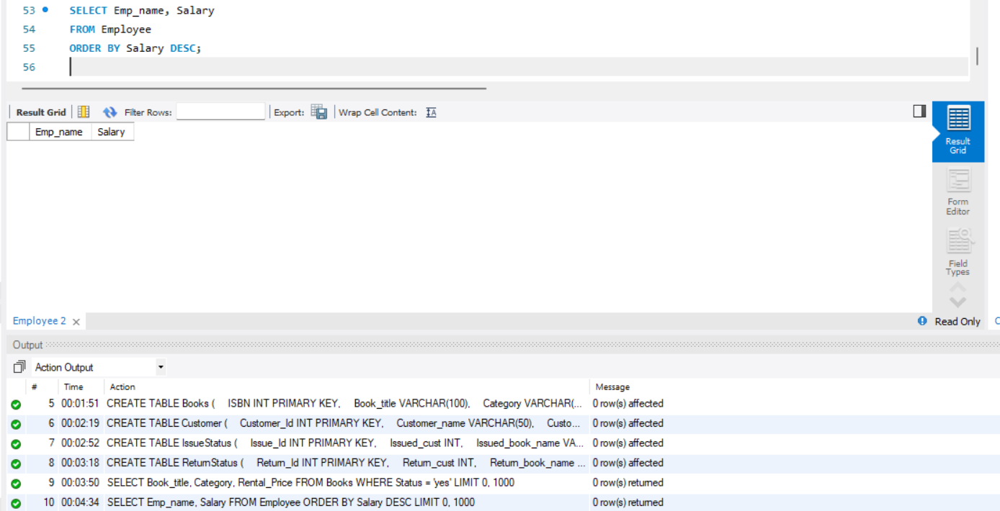 53 SELECT Emp_name, Salary
54 FROM Employee
55 ORDER BY Salary DESC;
56
Result Grid Filter Rows: Export: Wrap Cell Content: IA
Emp_name Salary
Result
Grid
Form
Editor
Field
Types
Employee 2 × Read Only
Output
Action Output
# Time Action Message
5 00:01:51 CREATE TABLE Books ( ISBN INT PRIMARY KEY, Book_title VARCHAR(100), Category VARCHAR(... 0 row(s) affected
6 00:02:19 CREATE TABLE Customer ( Customer_Id INT PRIMARY KEY, Customer_name VARCHAR(50), Custo... 0 row(s) affected
7 00:02:52 CREATE TABLE IssueStatus ( Issue_Id INT PRIMARY KEY, Issued_cust INT, Issued_book_name VA... 0 row(s) affected
8 00:03:18 CREATE TABLE ReturnStatus ( Return_Id INT PRIMARY KEY, Return_cust INT, Return_book_name ... 0 row(s) affected
9 00:03:50 SELECT Book_title, Category, Rental_Price FROM Books WHERE Status = 'yes' LIMIT 0, 1000 0 row(s) returned
10 00:04:34 SELECT Emp_name, Salary FROM Employee ORDER BY Salary DESC LIMIT 0, 1000 0 row(s) returned